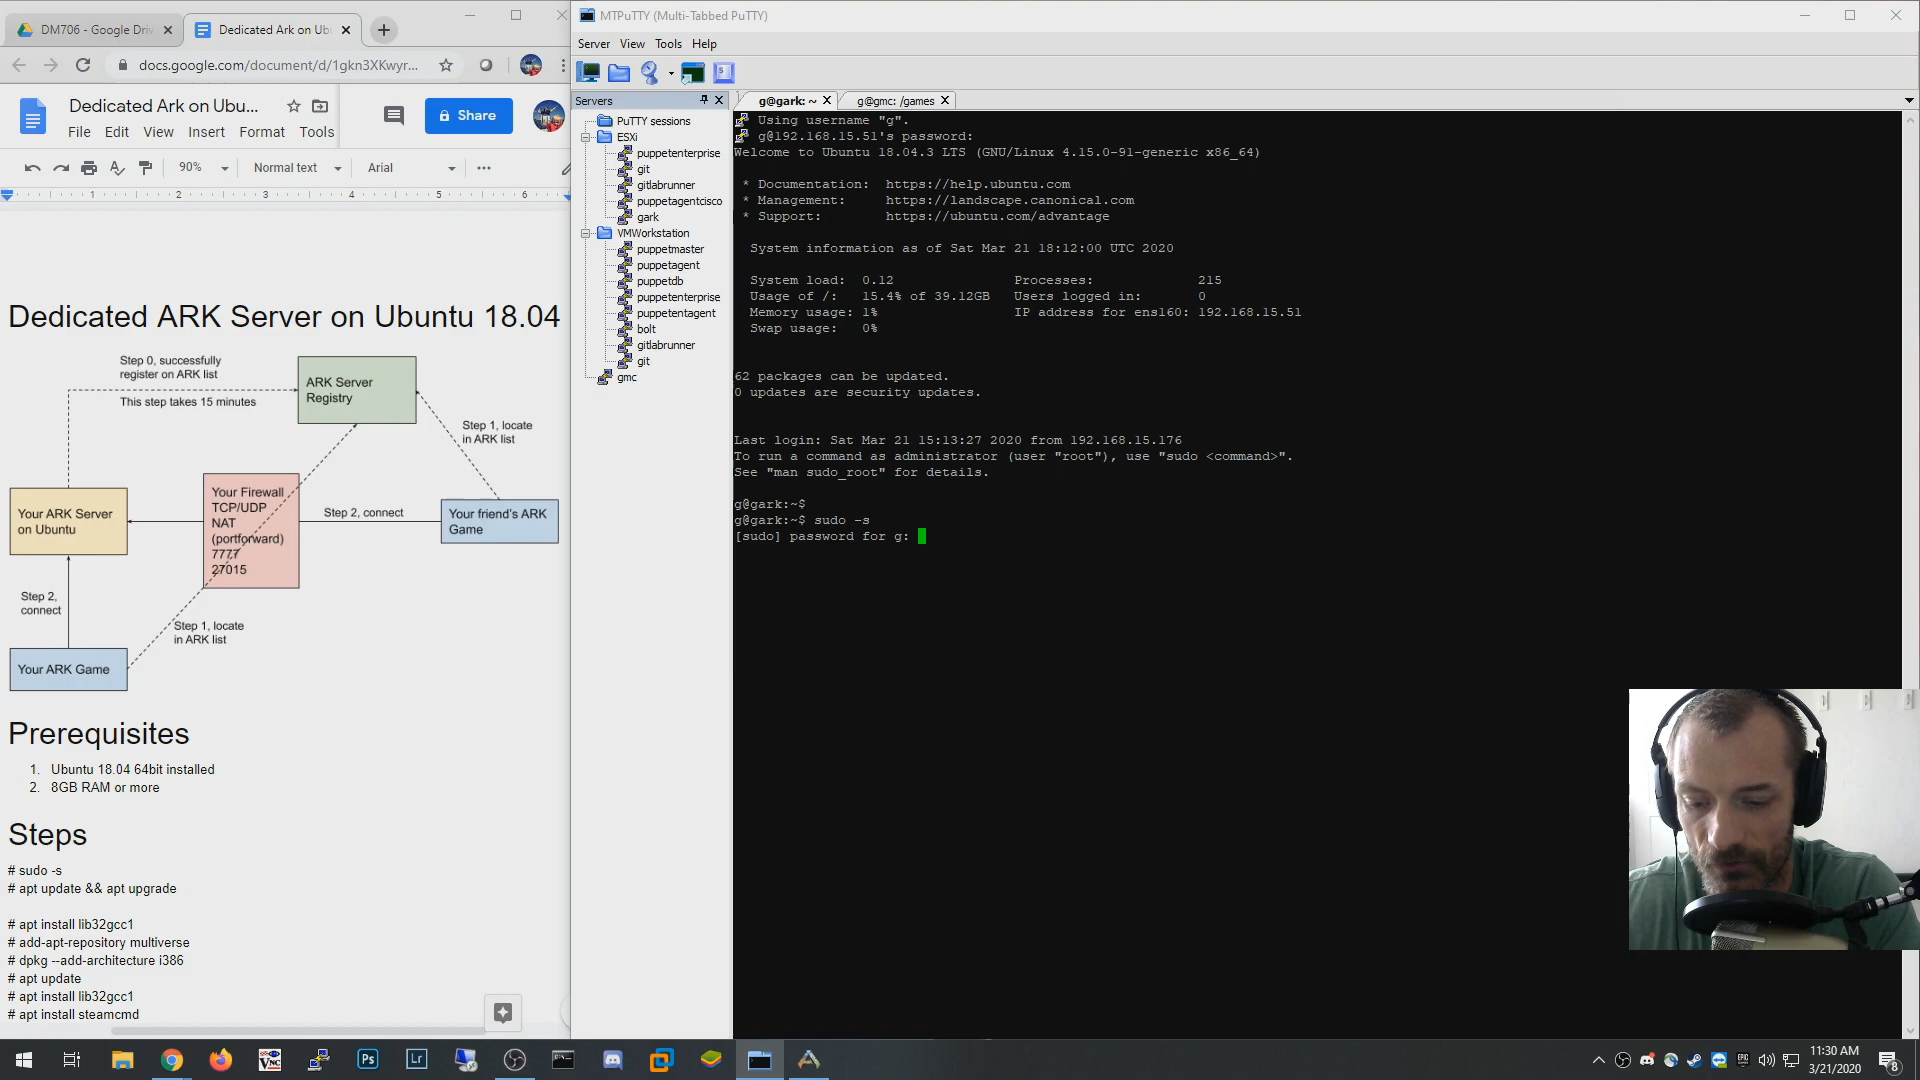 DM706 - Google Driv
Dedicated Ark on Ubu
docs.google.com/document/d/1gkn3XKwyr...
Dedicated Ark on Ubu...
File Edit View Insert Format Tools
Share
90% Normal text Arial
1 2 3 4 5 6
Dedicated ARK Server on Ubuntu 18.04
Step 0, successfully
register on ARK list
This step takes 15 minutes
ARK Server
Registry
Step 1, locate
in ARK list
Your Firewall
TCP/UDP
NAT
(portforward)
7777
27015
Your ARK Server
on Ubuntu
Step 2, connect
Your friend's ARK
Game
Step 2,
connect
Step 1, locate
in ARK list
Your ARK Game
Prerequisites
1. Ubuntu 18.04 64bit installed
2. 8GB RAM or more
Steps
# sudo -s
# apt update && apt upgrade
# apt install lib32gcc1
# add-apt-repository multiverse
# dpkg --add-architecture i386
# apt update
# apt install lib32gcc1
# apt install steamcmd
MTPuTTY (Multi-Tabbed PuTTY)
Server View Tools Help
Servers
PuTTY sessions
ESXi
puppetenterprise
git
gitlabrunner
puppetagentcisco
gark
VMWorkstation
puppetmaster
puppetagent
puppetdb
puppetenterprise
puppetentagent
bolt
gitlabrunner
git
gmc
g@gark: ~
g@gmc: /games
Using username "g".
g@192.168.15.51's password:
Welcome to Ubuntu 18.04.3 LTS (GNU/Linux 4.15.0-91-generic x86_64)
* Documentation: https://help.ubuntu.com
* Management: https://landscape.canonical.com
* Support: https://ubuntu.com/advantage
System information as of Sat Mar 21 18:12:00 UTC 2020
System load: 0.12 Processes: 215
Usage of /: 15.4% of 39.12GB Users logged in: 0
Memory usage: 1% IP address for ens160: 192.168.15.51
Swap usage: 0%
62 packages can be updated.
0 updates are security updates.
Last login: Sat Mar 21 15:13:27 2020 from 192.168.15.176
To run a command as administrator (user "root"), use "sudo <command>".
See "man sudo_root" for details.
g@gark:~$
g@gark:~$ sudo -s
[sudo] password for g:
Ps
Lr
VNC
EPIC
11:30 AM
3/21/2020
8